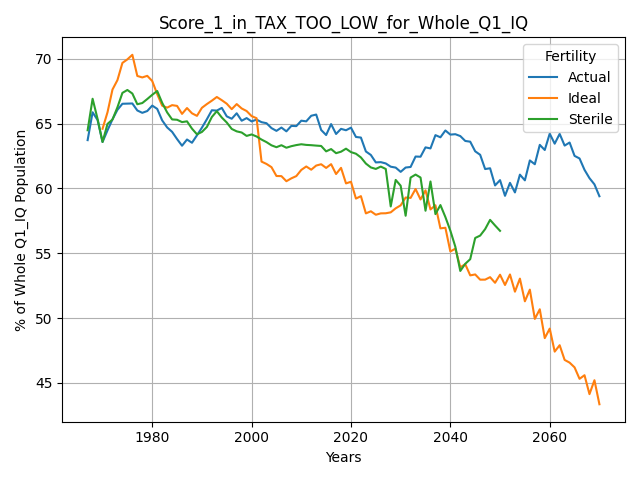 Score_1_in_TAX_TOO_LOW_for_Whole_Q1_IQ
% of Whole Q1_IQ Population
70
65
60
55
50
45
Fertility
Actual
Ideal
Sterile
1980 2000 2020 2040 2060
Years